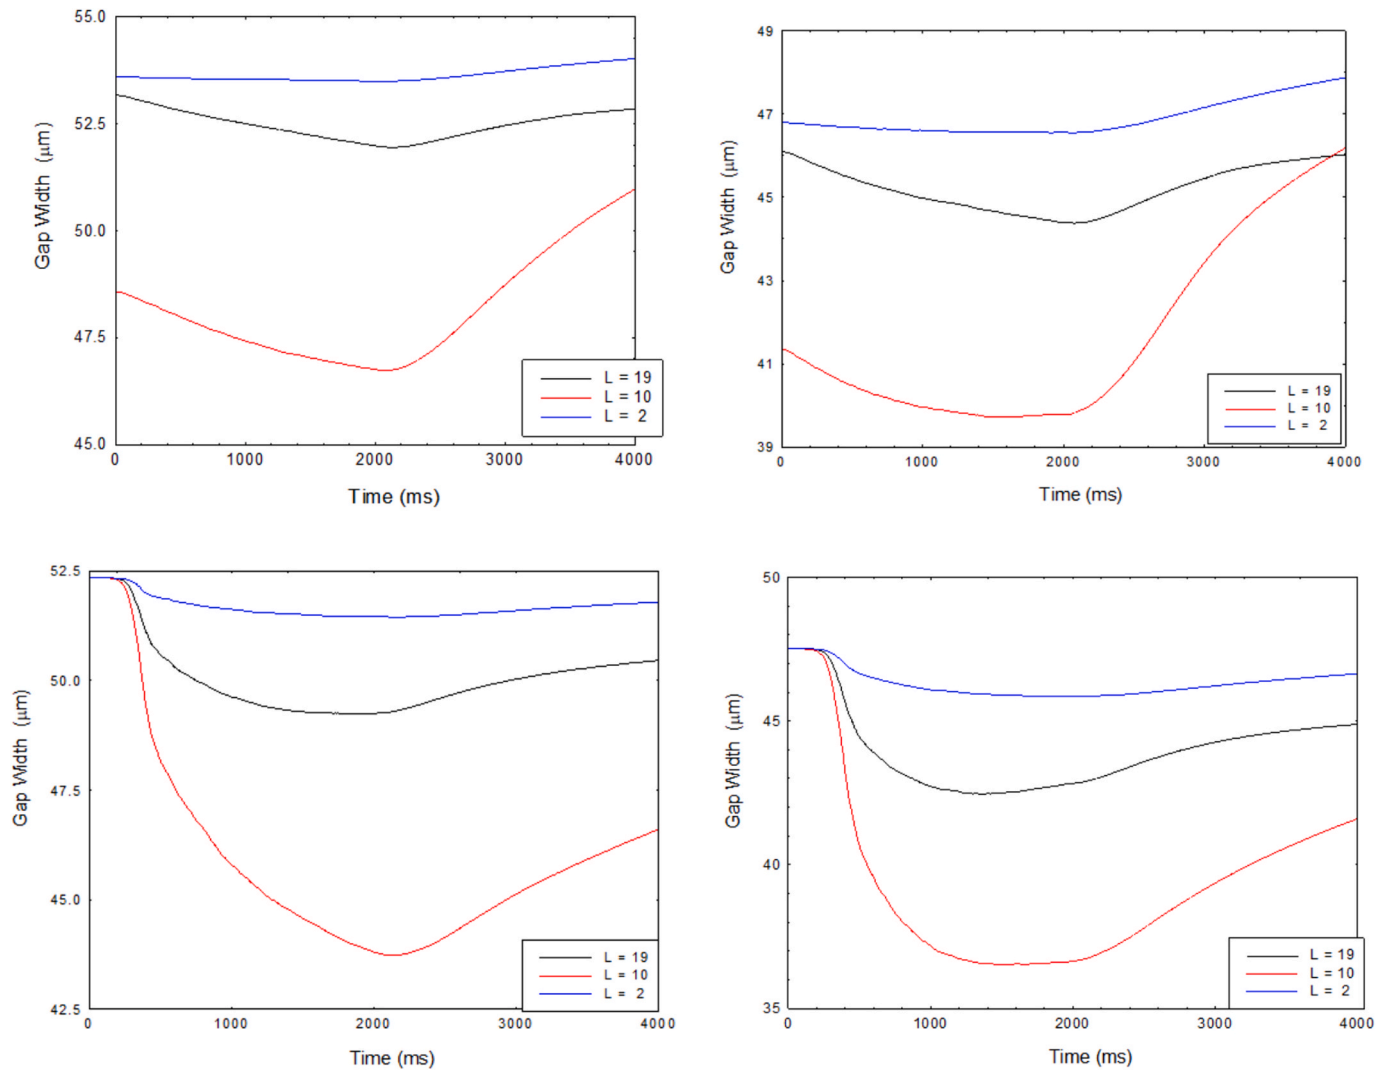 55.0
52.5
50.0
47.5
45.0
Gap Width (μm)
0 1000 2000 3000 4000
Time (ms)
L = 19
L = 10
L = 2
49
47
45
43
41
39
Gap Width (μm)
0 1000 2000 3000 4000
Time (ms)
L = 19
L = 10
L = 2
52.5
50.0
47.5
45.0
42.5
Gap Width (μm)
0 1000 2000 3000 4000
Time (ms)
L = 19
L = 10
L = 2
50
45
40
35
Gap Width (μm)
0 1000 2000 3000 4000
Time (ms)
L = 19
L = 10
L = 2